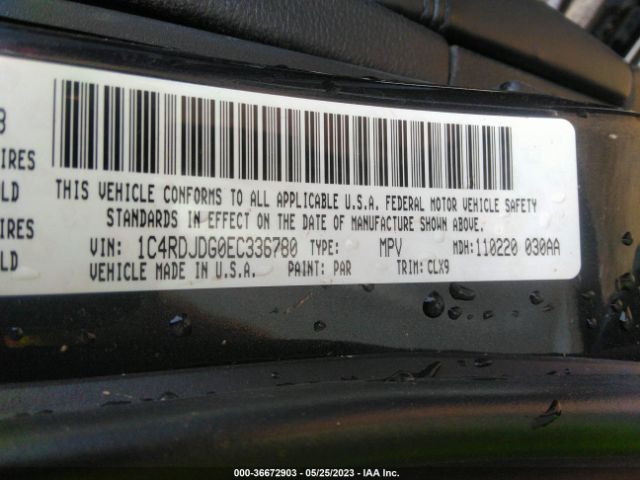 3
IRES
LD
IRES
LD
THIS VEHICLE CONFORMS TO ALL APPLICABLE U.S.A. FEDERAL MOTOR VEHICLE SAFETY
STANDARDS IN EFFECT ON THE DATE OF MANUFACTURE SHOWN ABOVE.
VIN: 1C4RDJDG0EC336780 TYPE: MPV MDH:110220 030AA
VEHICLE MADE IN U.S.A. PAINT: PAR TRIM: CLX9
000-36672903 - 05/25/2023 - IAA Inc.